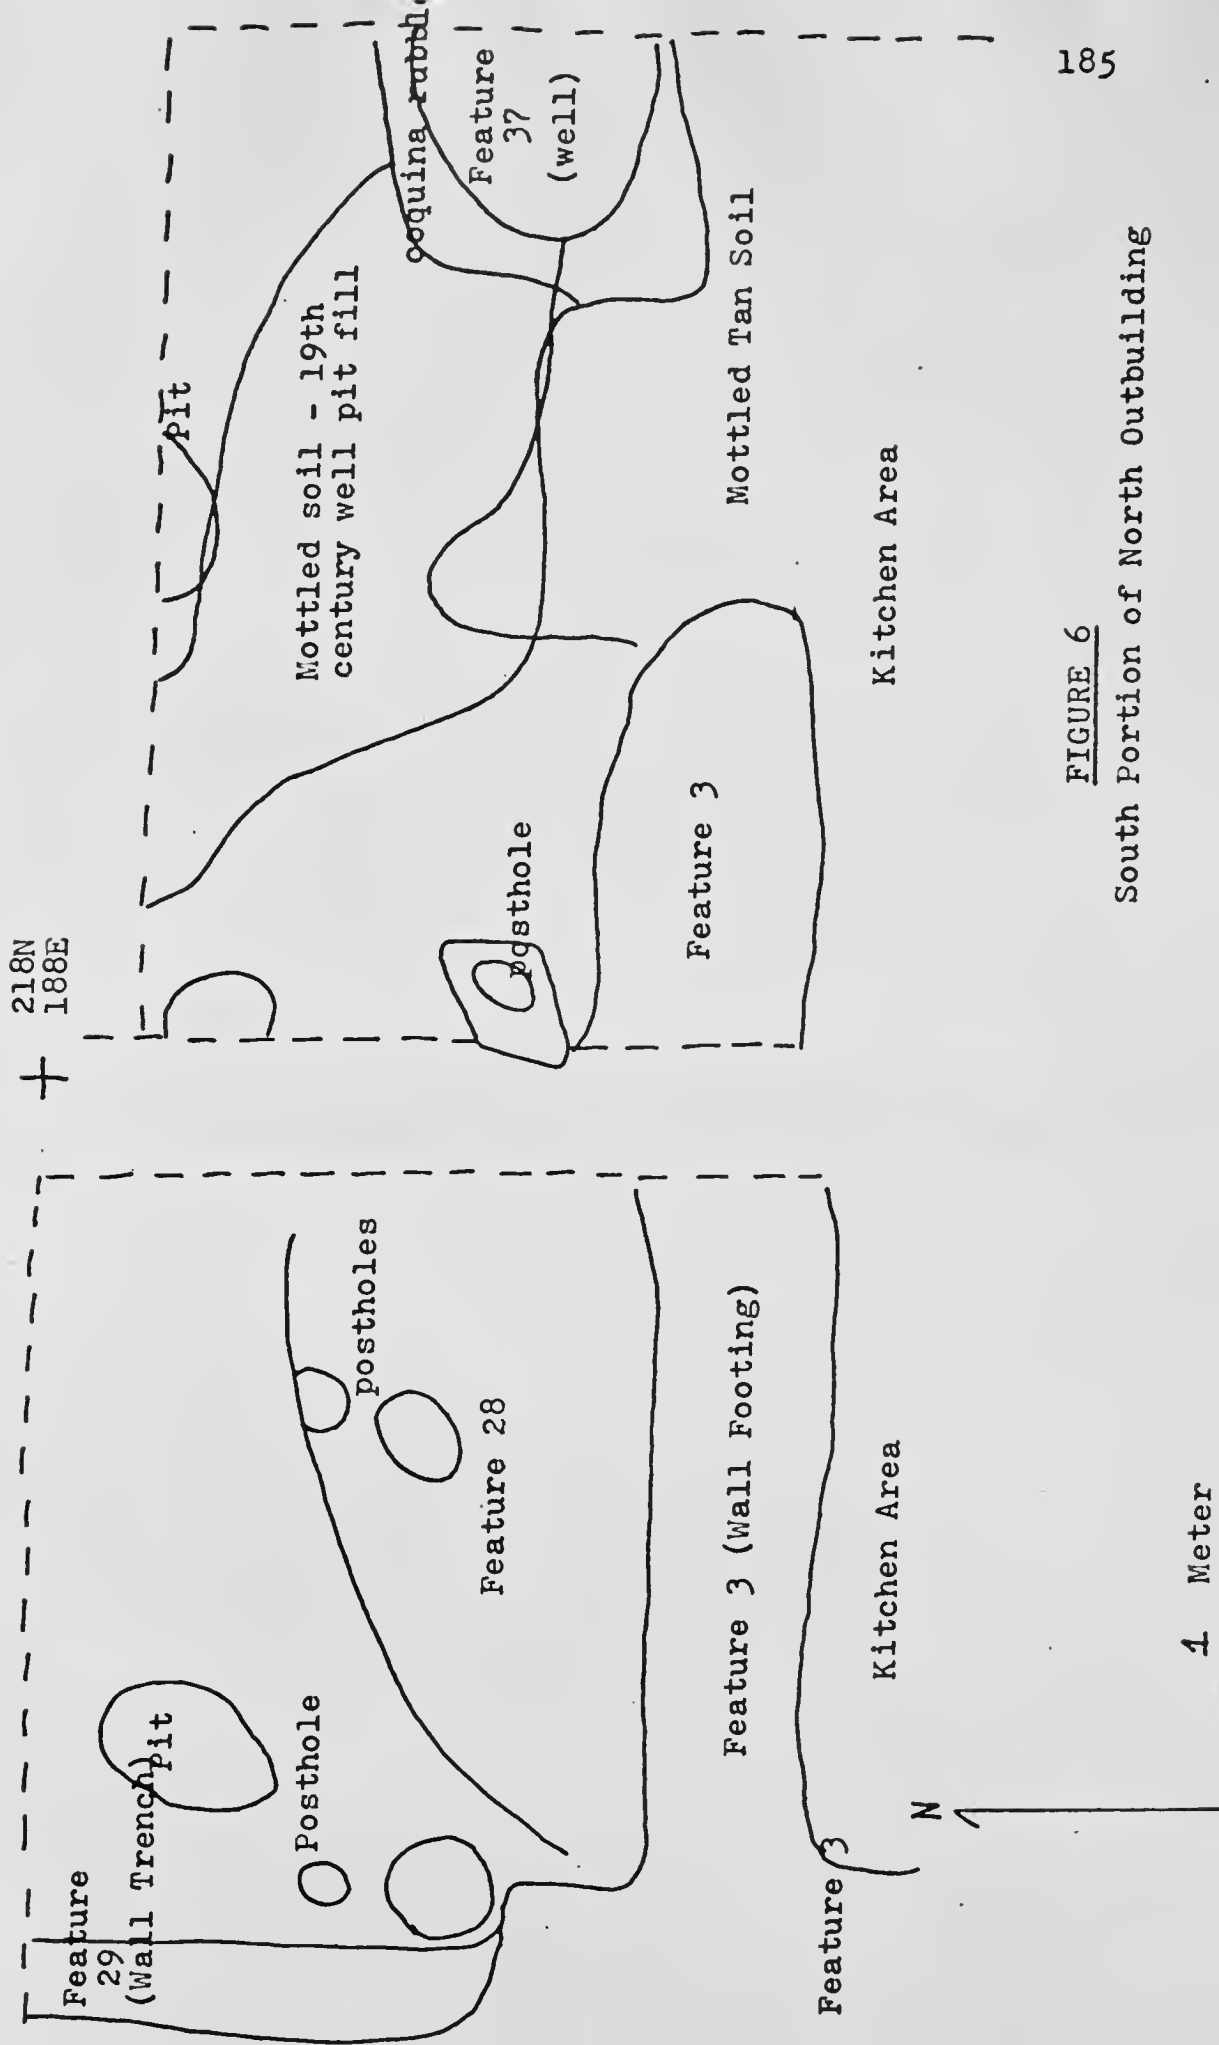 185
218N
188E
Feature
29
(Wall Trench)
Pit
Posthole
postholes
Feature 28
Feature 3 (Wall Footing)
Feature 3
Kitchen Area
N
1 Meter
Pit
Mottled soil - 19th
century well pit fill
coquina rubble
Feature
37
(well)
posthole
Feature 3
Mottled Tan Soil
Kitchen Area
FIGURE 6
South Portion of North Outbuilding